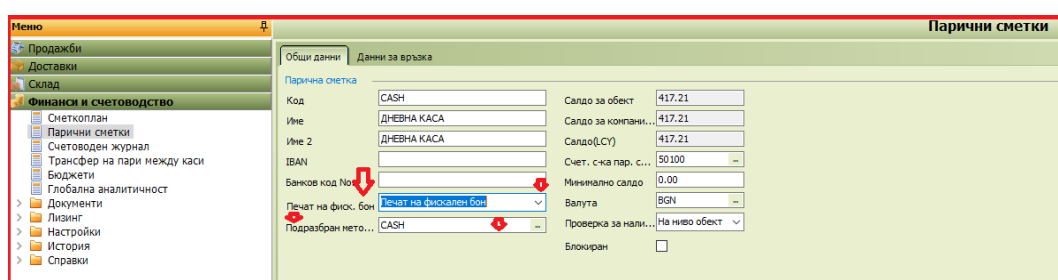 Меню
Парични сметки
Продажби
Доставки
Склад
Финанси и счетоводство
Сметкоплан
Парични сметки
Счетоводен журнал
Трансфер на пари между каси
Бюджети
Глобална аналитичност
Документи
Лизинг
Настройки
История
Справки
Общи данни Данни за връзка
Парична сметка
Код CASH Салдо за обект 417.21
Име ДНЕВНА КАСА Салдо за компани... 417.21
Име 2 ДНЕВНА КАСА Салдо(LCY) 417.21
IBAN Счет. с-ка пар. с... 50100
Банков код No Минимално салдо 0.00
Печат на фиск. бон Печат на фискален бон Валута BGN
Подразбран мето... CASH Проверка за нали... На ниво обект
Блокиран